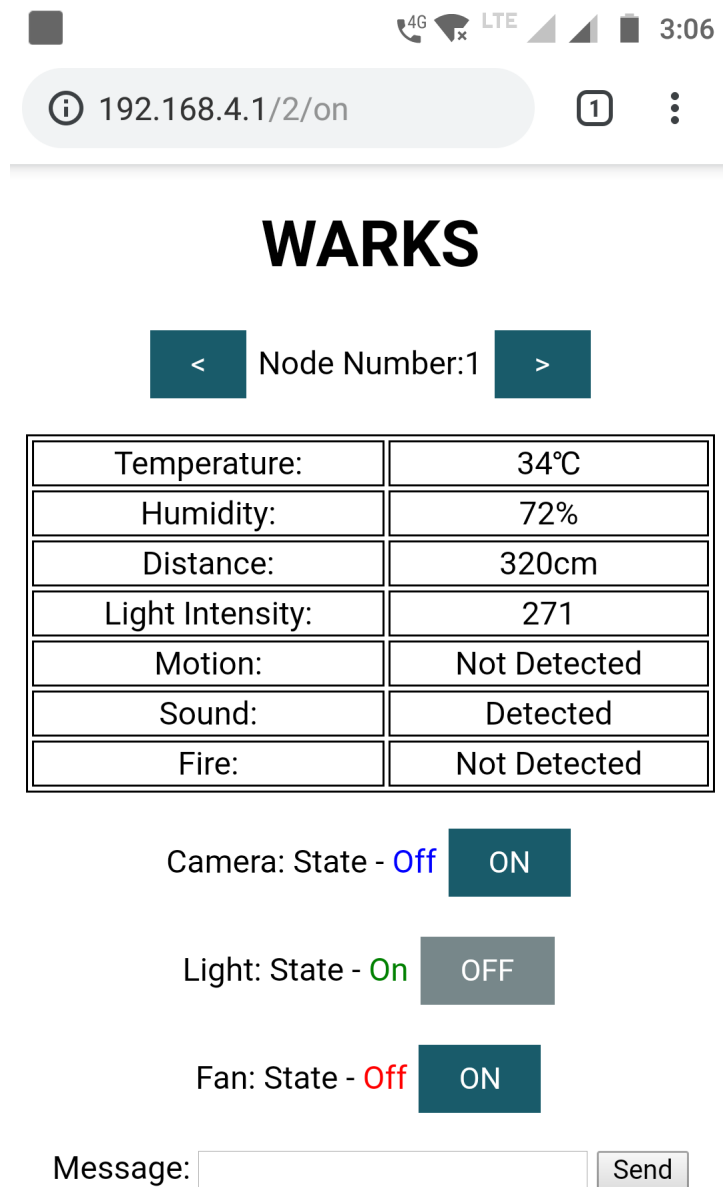 4G LTE 3:06
192.168.4.1/2/on 1
WARKS
< Node Number:1 >
Temperature: 34℃
Humidity: 72%
Distance: 320cm
Light Intensity: 271
Motion: Not Detected
Sound: Detected
Fire: Not Detected
Camera: State - Off ON
Light: State - On OFF
Fan: State - Off ON
Message: Send